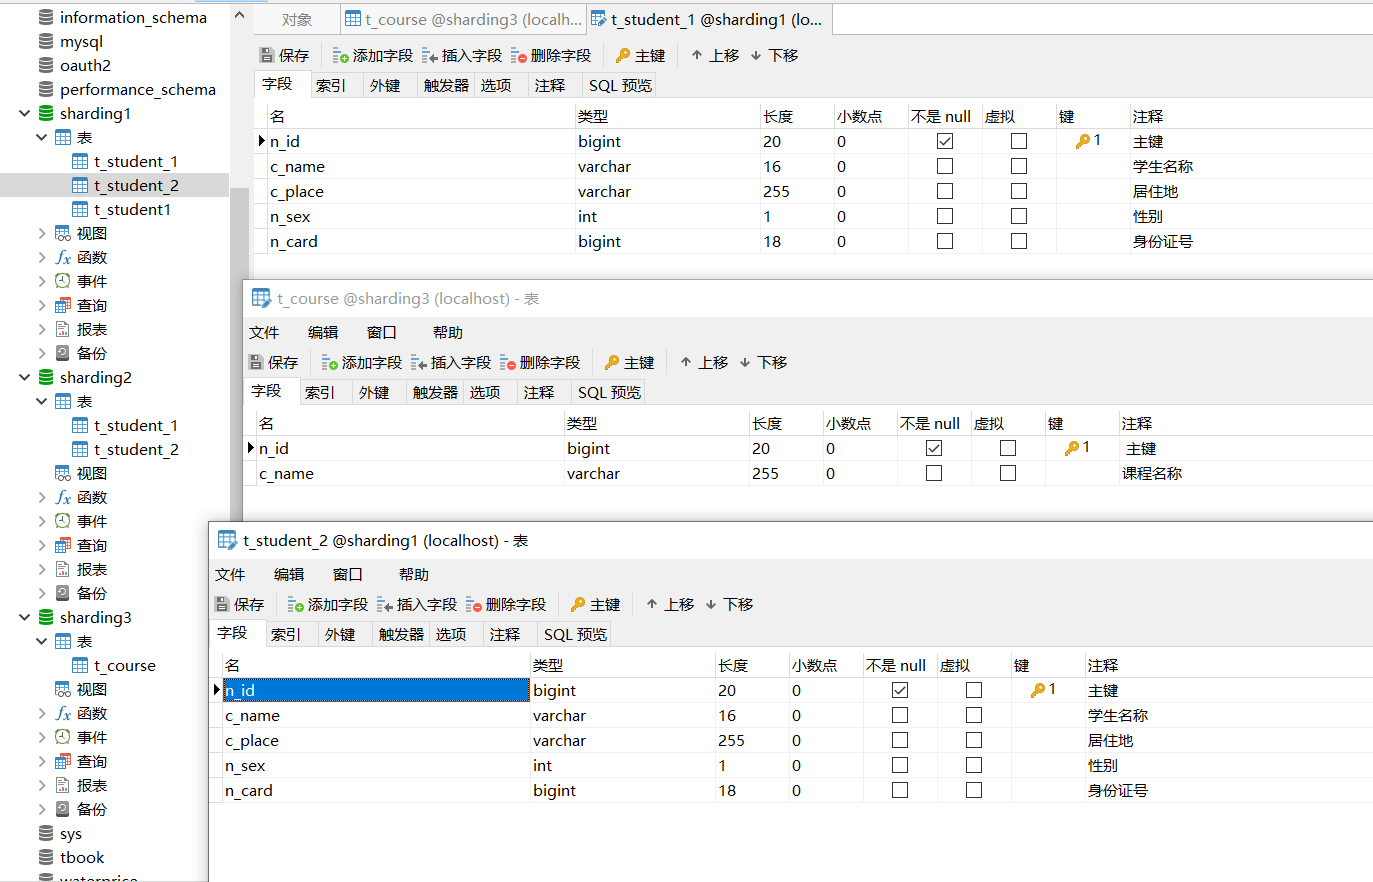 information_schema
mysql
oauth2
performance_schema
sharding1
表
t_student_1
t_student_2
t_student1
视图
函数
事件
查询
报表
备份
sharding2
表
t_student_1
t_student_2
视图
函数
事件
查询
报表
备份
sharding3
表
t_course
视图
函数
事件
查询
报表
备份
sys
tbook
waterprice
对象 t_course @sharding3 (localh... t_student_1 @sharding1 (lo...
保存 添加字段 插入字段 删除字段 主键 上移 下移
字段 索引 外键 触发器 选项 注释 SQL 预览
名 类型 长度 小数点 不是 null 虚拟 键 注释
n_id bigint 20 0 1 主键
c_name varchar 16 0 学生名称
c_place varchar 255 0 居住地
n_sex int 1 0 性别
n_card bigint 18 0 身份证号
t_course @sharding3 (localhost) - 表
文件 编辑 窗口 帮助
保存 添加字段 插入字段 删除字段 主键 上移 下移
字段 索引 外键 触发器 选项 注释 SQL 预览
名 类型 长度 小数点 不是 null 虚拟 键 注释
n_id bigint 20 0 1 主键
c_name varchar 255 0 课程名称
t_student_2 @sharding1 (localhost) - 表
文件 编辑 窗口 帮助
保存 添加字段 插入字段 删除字段 主键 上移 下移
字段 索引 外键 触发器 选项 注释 SQL 预览
名 类型 长度 小数点 不是 null 虚拟 键 注释
n_id bigint 20 0 1 主键
c_name varchar 16 0 学生名称
c_place varchar 255 0 居住地
n_sex int 1 0 性别
n_card bigint 18 0 身份证号